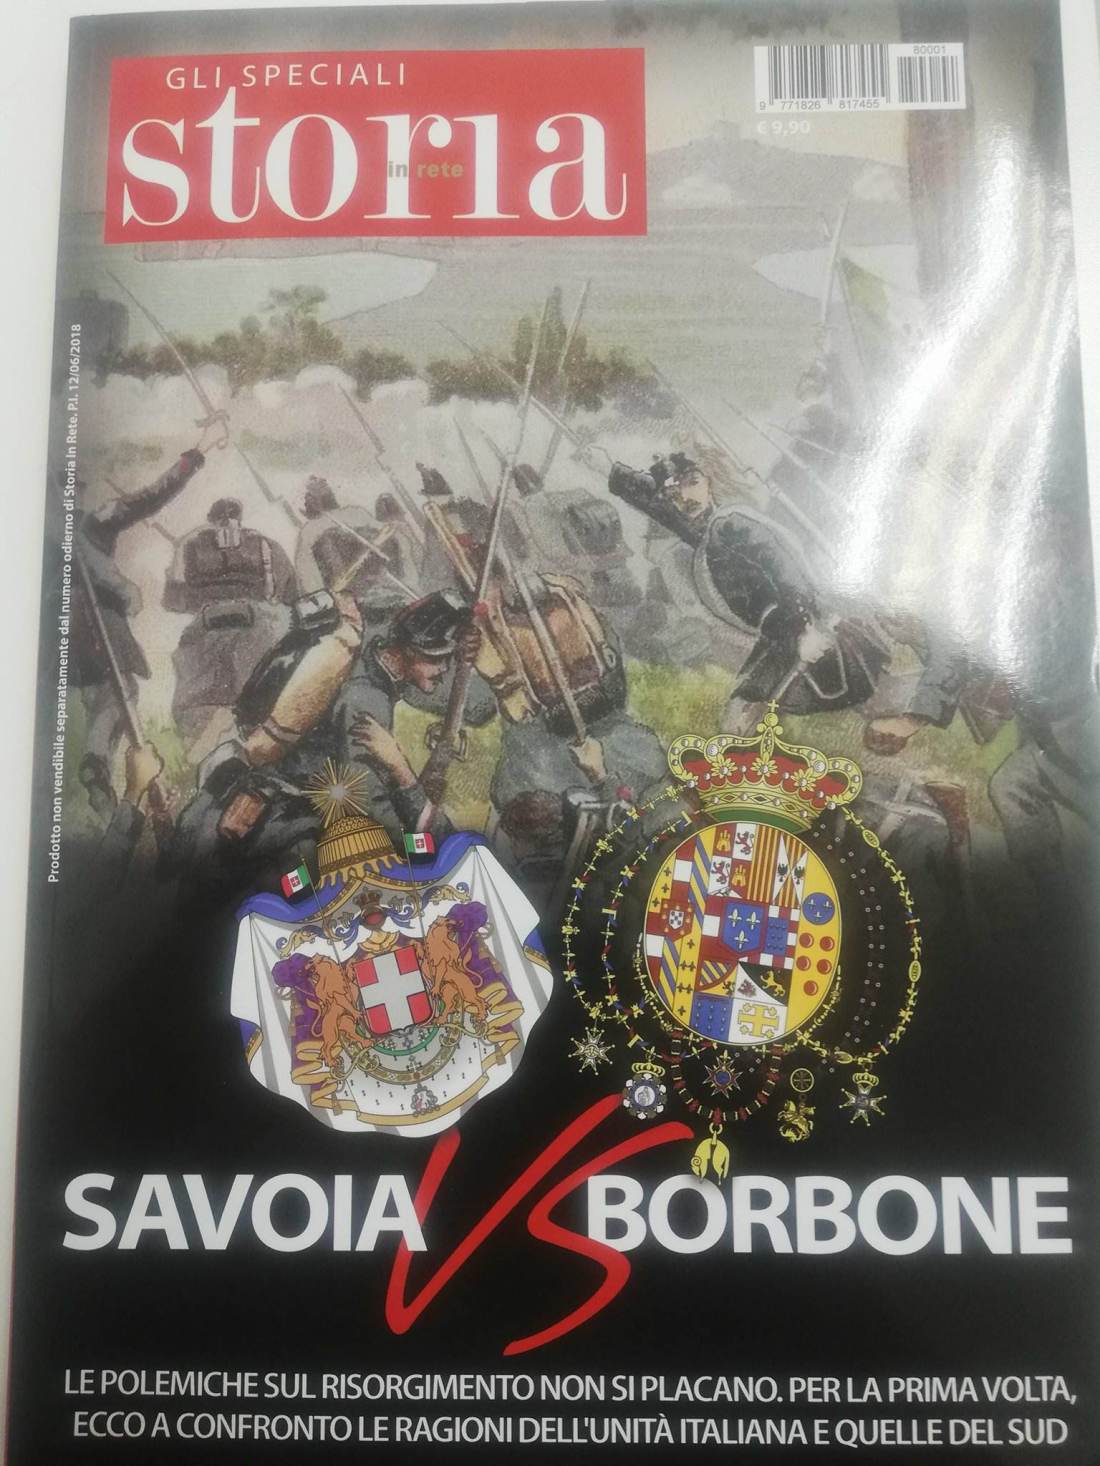 GLI SPECIALI
storia
in rete
80001
9 771826 817455
€ 9,90
Prodotto non vendibile separatamente dal numero odierno di Storia In Rete. P.I. 12/06/2018
SAVOIA VS BORBONE
LE POLEMICHE SUL RISORGIMENTO NON SI PLACANO. PER LA PRIMA VOLTA,
ECCO A CONFRONTO LE RAGIONI DELL'UNITÀ ITALIANA E QUELLE DEL SUD